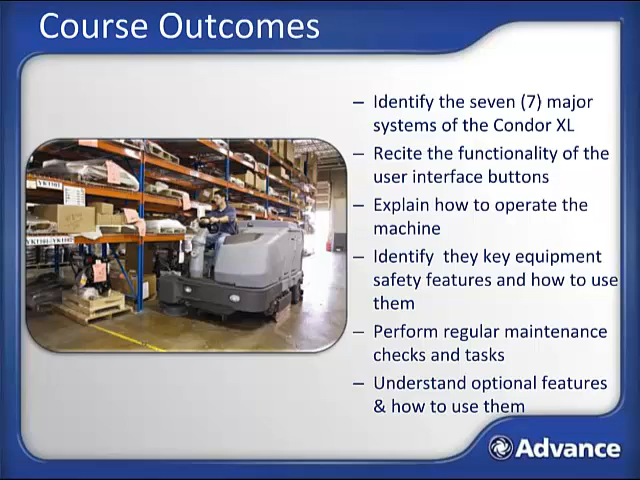 Course Outcomes
– Identify the seven (7) major
systems of the Condor XL
– Recite the functionality of the
user interface buttons
– Explain how to operate the
machine
– Identify  they key equipment
safety features and how to use
them
– Perform regular maintenance
checks and tasks
– Understand optional features
& how to use them
Advance